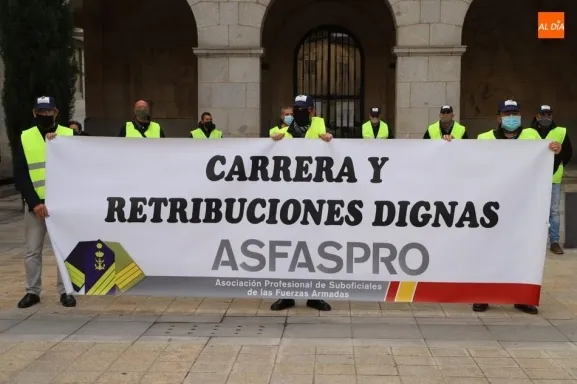 AL DÍA
CARRERA Y
RETRIBUCIONES DIGNAS
ASFASPRO
Asociación Profesional de Suboficiales
de las Fuerzas Armadas